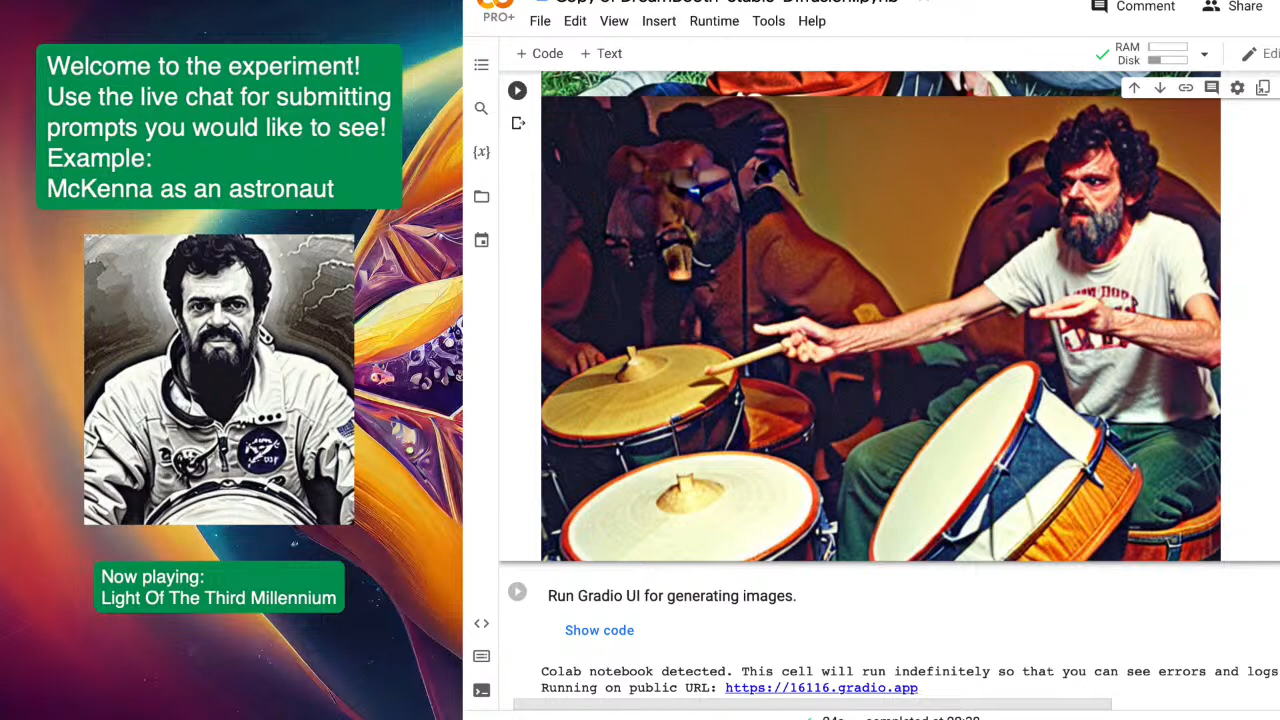 Welcome to the experiment!
Use the live chat for submitting
prompts you would like to see!
Example:
McKenna as an astronaut
Now playing:
Light Of The Third Millennium
PRO+
File Edit View Insert Runtime Tools Help
Comment Share
+ Code + Text
RAM
Disk
{x}
Run Gradio UI for generating images.
Show code
Colab notebook detected. This cell will run indefinitely so that you can see errors and logs
Running on public URL: https://16116.gradio.app